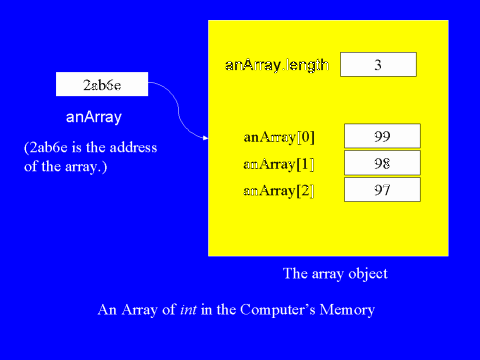 anArray.length 3
2ab6e
anArray
(2ab6e is the address
of the array.)
anArray[0] 99
anArray[1] 98
anArray[2] 97
The array object
An Array of int in the Computer's Memory